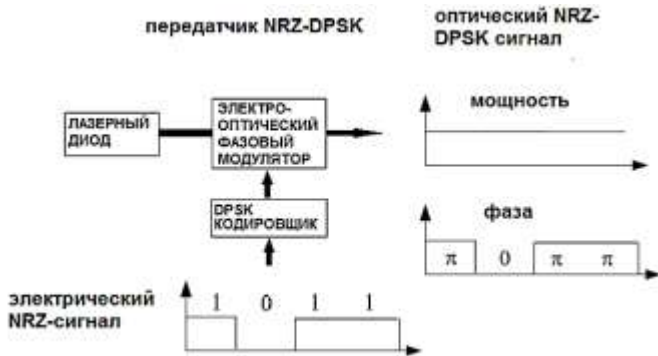 передатчик NRZ-DPSK
оптический NRZ-
DPSK сигнал
ЛАЗЕРНЫЙ
ДИОД
ЭЛЕКТРО-
ОПТИЧЕСКИЙ
ФАЗОВЫЙ
МОДУЛЯТОР
мощность
DPSK
КОДИРОВЩИК
фаза
π 0 π π
электрический
NRZ-сигнал
1 0 1 1